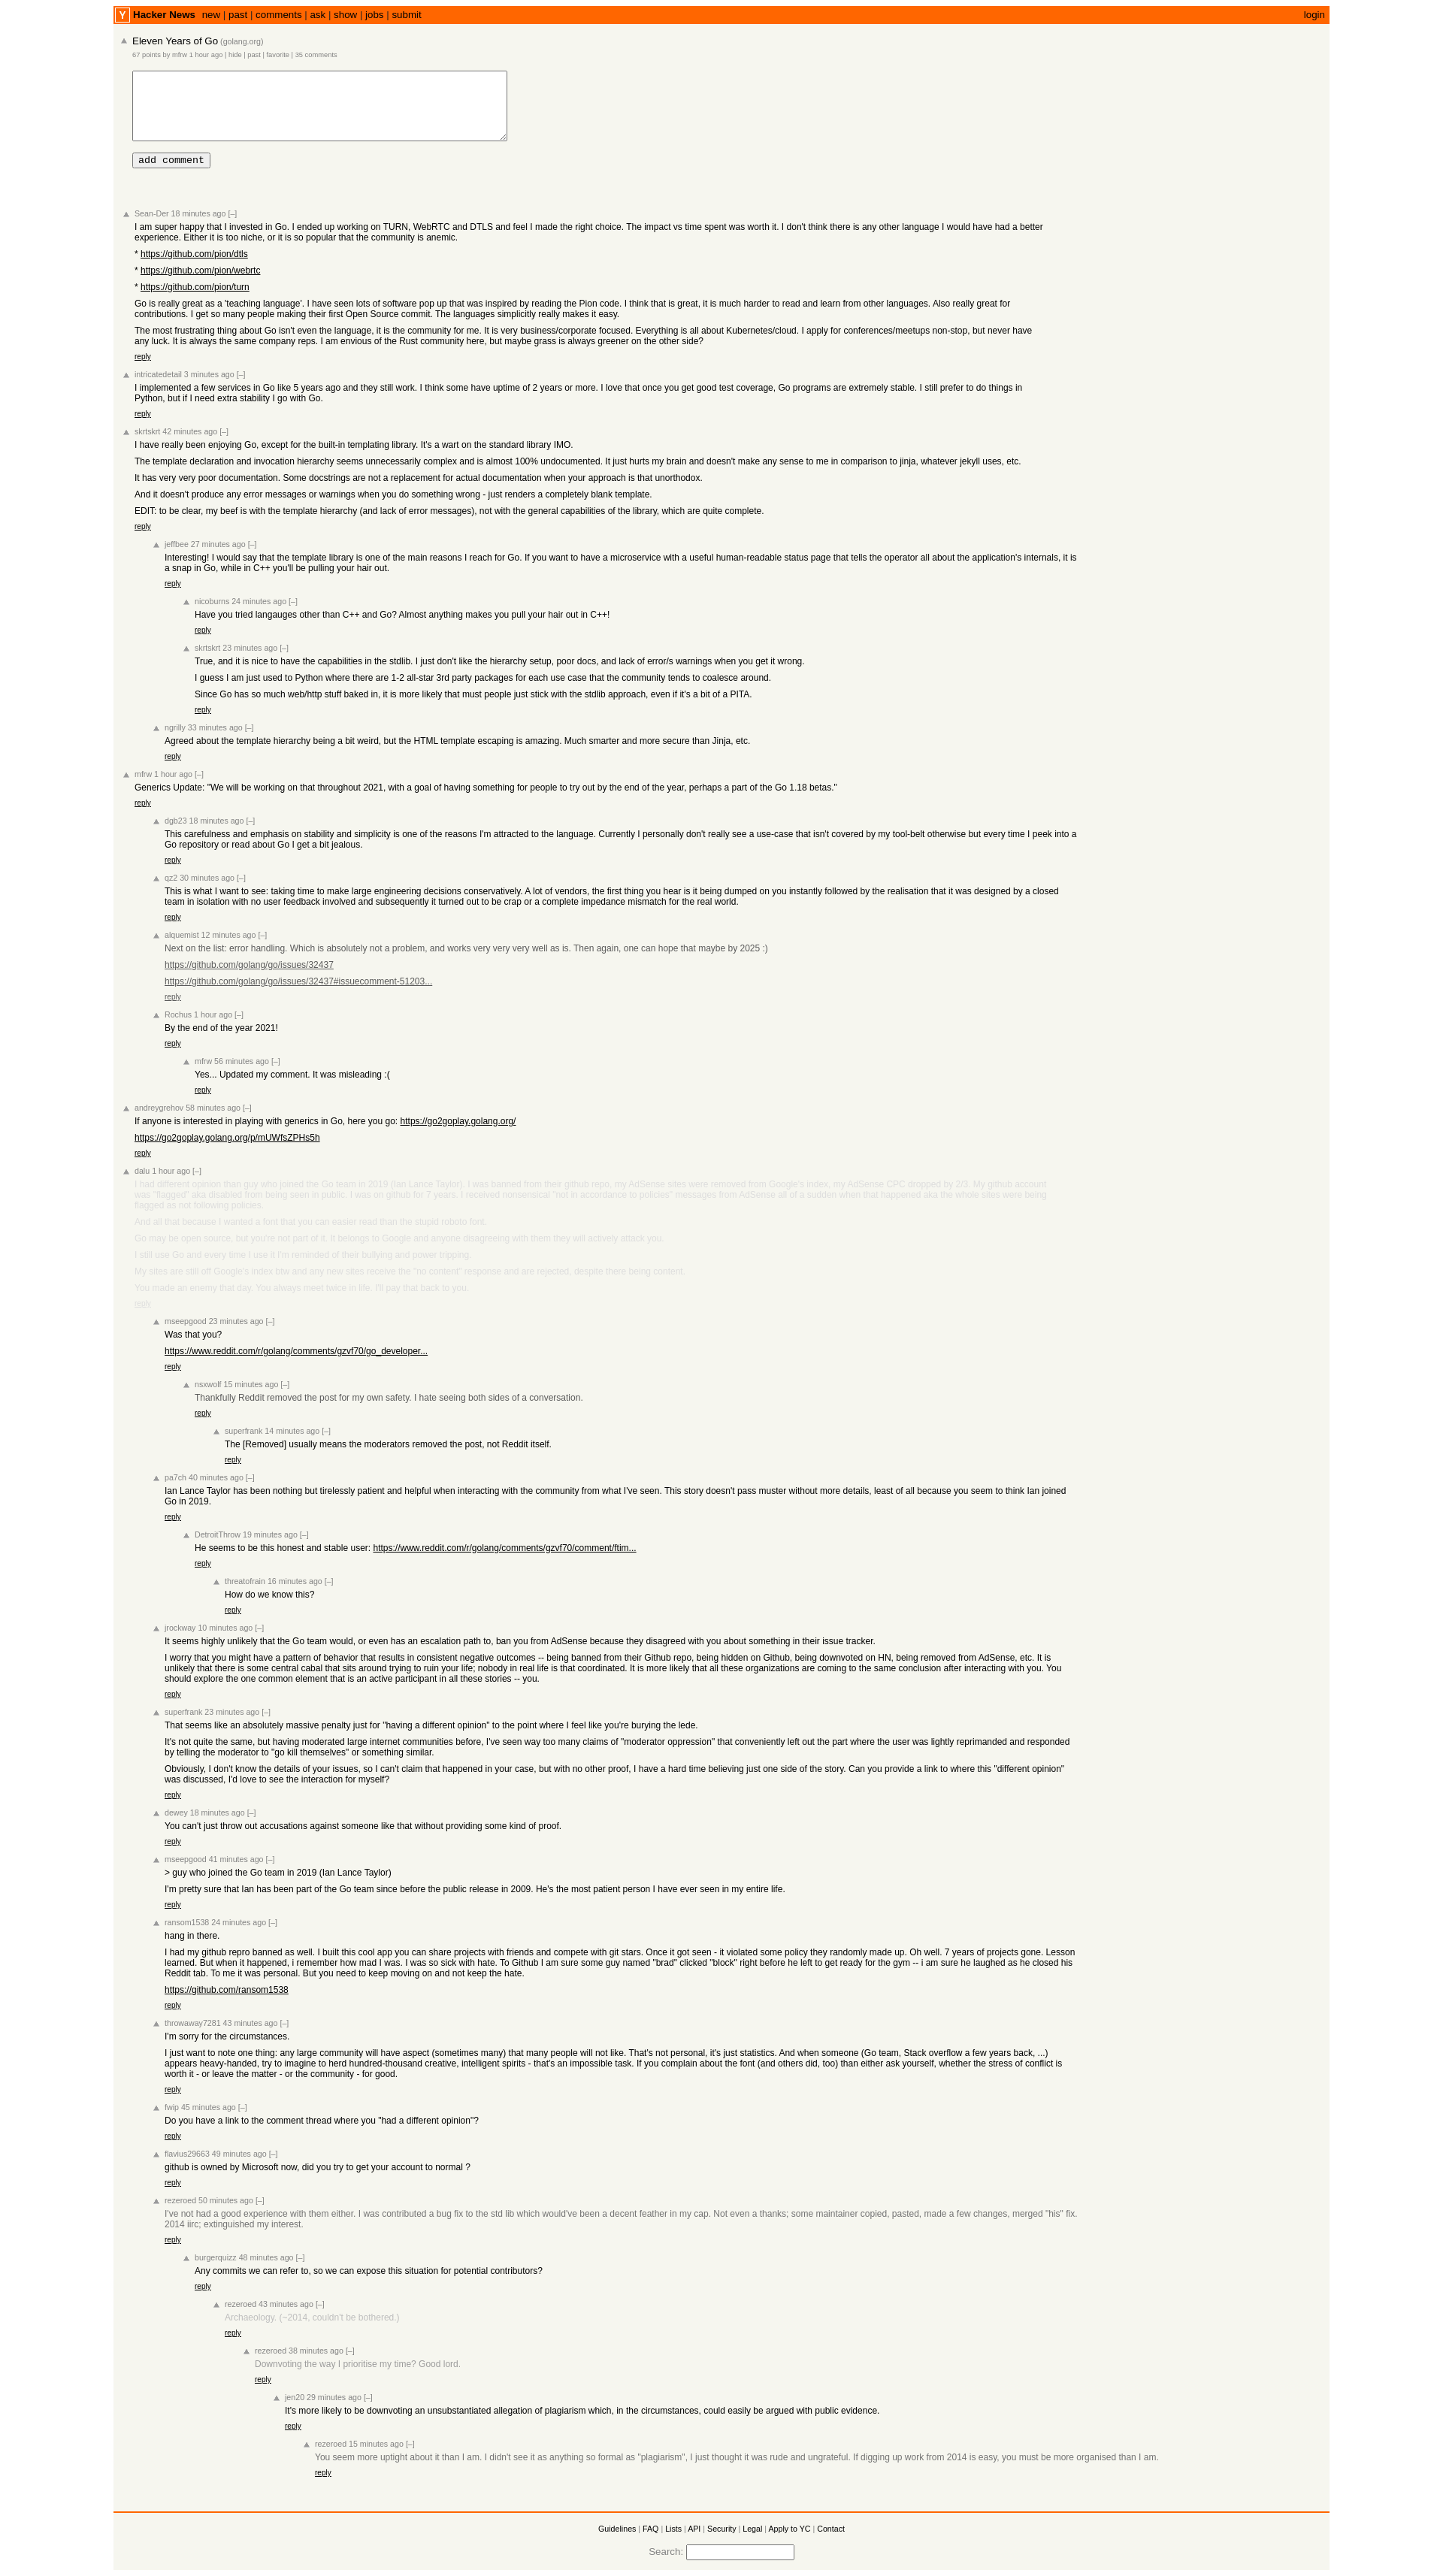 Y Hacker News new | past | comments | ask | show | jobs | submit login
Eleven Years of Go (golang.org)
67 points by mfrw 1 hour ago | hide | past | favorite | 35 comments
add comment
Sean-Der 18 minutes ago [–]
I am super happy that I invested in Go. I ended up working on TURN, WebRTC and DTLS and feel I made the right choice. The impact vs time spent was worth it. I don't think there is any other language I would have had a better
experience. Either it is too niche, or it is so popular that the community is anemic.
* https://github.com/pion/dtls
* https://github.com/pion/webrtc
* https://github.com/pion/turn
Go is really great as a 'teaching language'. I have seen lots of software pop up that was inspired by reading the Pion code. I think that is great, it is much harder to read and learn from other languages. Also really great for
contributions. I get so many people making their first Open Source commit. The languages simplicitly really makes it easy.
The most frustrating thing about Go isn't even the language, it is the community for me. It is very business/corporate focused. Everything is all about Kubernetes/cloud. I apply for conferences/meetups non-stop, but never have
any luck. It is always the same company reps. I am envious of the Rust community here, but maybe grass is always greener on the other side?
reply
intricatedetail 3 minutes ago [–]
I implemented a few services in Go like 5 years ago and they still work. I think some have uptime of 2 years or more. I love that once you get good test coverage, Go programs are extremely stable. I still prefer to do things in
Python, but if I need extra stability I go with Go.
reply
skrtskrt 42 minutes ago [–]
I have really been enjoying Go, except for the built-in templating library. It's a wart on the standard library IMO.
The template declaration and invocation hierarchy seems unnecessarily complex and is almost 100% undocumented. It just hurts my brain and doesn't make any sense to me in comparison to jinja, whatever jekyll uses, etc.
It has very very poor documentation. Some docstrings are not a replacement for actual documentation when your approach is that unorthodox.
And it doesn't produce any error messages or warnings when you do something wrong - just renders a completely blank template.
EDIT: to be clear, my beef is with the template hierarchy (and lack of error messages), not with the general capabilities of the library, which are quite complete.
reply
jeffbee 27 minutes ago [–]
Interesting! I would say that the template library is one of the main reasons I reach for Go. If you want to have a microservice with a useful human-readable status page that tells the operator all about the application's internals, it is
a snap in Go, while in C++ you'll be pulling your hair out.
reply
nicoburns 24 minutes ago [–]
Have you tried langauges other than C++ and Go? Almost anything makes you pull your hair out in C++!
reply
skrtskrt 23 minutes ago [–]
True, and it is nice to have the capabilities in the stdlib. I just don't like the hierarchy setup, poor docs, and lack of error/s warnings when you get it wrong.
I guess I am just used to Python where there are 1-2 all-star 3rd party packages for each use case that the community tends to coalesce around.
Since Go has so much web/http stuff baked in, it is more likely that must people just stick with the stdlib approach, even if it's a bit of a PITA.
reply
ngrilly 33 minutes ago [–]
Agreed about the template hierarchy being a bit weird, but the HTML template escaping is amazing. Much smarter and more secure than Jinja, etc.
reply
mfrw 1 hour ago [–]
Generics Update: "We will be working on that throughout 2021, with a goal of having something for people to try out by the end of the year, perhaps a part of the Go 1.18 betas."
reply
dgb23 18 minutes ago [–]
This carefulness and emphasis on stability and simplicity is one of the reasons I'm attracted to the language. Currently I personally don't really see a use-case that isn't covered by my tool-belt otherwise but every time I peek into a
Go repository or read about Go I get a bit jealous.
reply
qz2 30 minutes ago [–]
This is what I want to see: taking time to make large engineering decisions conservatively. A lot of vendors, the first thing you hear is it being dumped on you instantly followed by the realisation that it was designed by a closed
team in isolation with no user feedback involved and subsequently it turned out to be crap or a complete impedance mismatch for the real world.
reply
alquemist 12 minutes ago [–]
Next on the list: error handling. Which is absolutely not a problem, and works very very very well as is. Then again, one can hope that maybe by 2025 :)
https://github.com/golang/go/issues/32437
https://github.com/golang/go/issues/32437#issuecomment-51203...
reply
Rochus 1 hour ago [–]
By the end of the year 2021!
reply
mfrw 56 minutes ago [–]
Yes... Updated my comment. It was misleading :(
reply
andreygrehov 58 minutes ago [–]
If anyone is interested in playing with generics in Go, here you go: https://go2goplay.golang.org/
https://go2goplay.golang.org/p/mUWfsZPHs5h
reply
dalu 1 hour ago [–]
I had different opinion than guy who joined the Go team in 2019 (Ian Lance Taylor). I was banned from their github repo, my AdSense sites were removed from Google's index, my AdSense CPC dropped by 2/3. My github account
was "flagged" aka disabled from being seen in public. I was on github for 7 years. I received nonsensical "not in accordance to policies" messages from AdSense all of a sudden when that happened aka the whole sites were being
flagged as not following policies.
And all that because I wanted a font that you can easier read than the stupid roboto font.
Go may be open source, but you're not part of it. It belongs to Google and anyone disagreeing with them they will actively attack you.
I still use Go and every time I use it I'm reminded of their bullying and power tripping.
My sites are still off Google's index btw and any new sites receive the "no content" response and are rejected, despite there being content.
You made an enemy that day. You always meet twice in life. I'll pay that back to you.
reply
mseepgood 23 minutes ago [–]
Was that you?
https://www.reddit.com/r/golang/comments/gzvf70/go_developer...
reply
nsxwolf 15 minutes ago [–]
Thankfully Reddit removed the post for my own safety. I hate seeing both sides of a conversation.
reply
superfrank 14 minutes ago [–]
The [Removed] usually means the moderators removed the post, not Reddit itself.
reply
pa7ch 40 minutes ago [–]
Ian Lance Taylor has been nothing but tirelessly patient and helpful when interacting with the community from what I've seen. This story doesn't pass muster without more details, least of all because you seem to think Ian joined
Go in 2019.
reply
DetroitThrow 19 minutes ago [–]
He seems to be this honest and stable user: https://www.reddit.com/r/golang/comments/gzvf70/comment/ftim...
reply
threatofrain 16 minutes ago [–]
How do we know this?
reply
jrockway 10 minutes ago [–]
It seems highly unlikely that the Go team would, or even has an escalation path to, ban you from AdSense because they disagreed with you about something in their issue tracker.
I worry that you might have a pattern of behavior that results in consistent negative outcomes -- being banned from their Github repo, being hidden on Github, being downvoted on HN, being removed from AdSense, etc. It is
unlikely that there is some central cabal that sits around trying to ruin your life; nobody in real life is that coordinated. It is more likely that all these organizations are coming to the same conclusion after interacting with you. You
should explore the one common element that is an active participant in all these stories -- you.
reply
superfrank 23 minutes ago [–]
That seems like an absolutely massive penalty just for "having a different opinion" to the point where I feel like you're burying the lede.
It's not quite the same, but having moderated large internet communities before, I've seen way too many claims of "moderator oppression" that conveniently left out the part where the user was lightly reprimanded and responded
by telling the moderator to "go kill themselves" or something similar.
Obviously, I don't know the details of your issues, so I can't claim that happened in your case, but with no other proof, I have a hard time believing just one side of the story. Can you provide a link to where this "different opinion"
was discussed, I'd love to see the interaction for myself?
reply
dewey 18 minutes ago [–]
You can't just throw out accusations against someone like that without providing some kind of proof.
reply
mseepgood 41 minutes ago [–]
> guy who joined the Go team in 2019 (Ian Lance Taylor)
I'm pretty sure that Ian has been part of the Go team since before the public release in 2009. He's the most patient person I have ever seen in my entire life.
reply
ransom1538 24 minutes ago [–]
hang in there.
I had my github repro banned as well. I built this cool app you can share projects with friends and compete with git stars. Once it got seen - it violated some policy they randomly made up. Oh well. 7 years of projects gone. Lesson
learned. But when it happened, i remember how mad I was. I was so sick with hate. To Github I am sure some guy named "brad" clicked "block" right before he left to get ready for the gym -- i am sure he laughed as he closed his
Reddit tab. To me it was personal. But you need to keep moving on and not keep the hate.
https://github.com/ransom1538
reply
throwaway7281 43 minutes ago [–]
I'm sorry for the circumstances.
I just want to note one thing: any large community will have aspect (sometimes many) that many people will not like. That's not personal, it's just statistics. And when someone (Go team, Stack overflow a few years back, ...)
appears heavy-handed, try to imagine to herd hundred-thousand creative, intelligent spirits - that's an impossible task. If you complain about the font (and others did, too) than either ask yourself, whether the stress of conflict is
worth it - or leave the matter - or the community - for good.
reply
fwip 45 minutes ago [–]
Do you have a link to the comment thread where you "had a different opinion"?
reply
flavius29663 49 minutes ago [–]
github is owned by Microsoft now, did you try to get your account to normal ?
reply
rezeroed 50 minutes ago [–]
I've not had a good experience with them either. I was contributed a bug fix to the std lib which would've been a decent feather in my cap. Not even a thanks; some maintainer copied, pasted, made a few changes, merged "his" fix.
2014 iirc; extinguished my interest.
reply
burgerquizz 48 minutes ago [–]
Any commits we can refer to, so we can expose this situation for potential contributors?
reply
rezeroed 43 minutes ago [–]
Archaeology. (~2014, couldn't be bothered.)
reply
rezeroed 38 minutes ago [–]
Downvoting the way I prioritise my time? Good lord.
reply
jen20 29 minutes ago [–]
It's more likely to be downvoting an unsubstantiated allegation of plagiarism which, in the circumstances, could easily be argued with public evidence.
reply
rezeroed 15 minutes ago [–]
You seem more uptight about it than I am. I didn't see it as anything so formal as "plagiarism", I just thought it was rude and ungrateful. If digging up work from 2014 is easy, you must be more organised than I am.
reply
Guidelines | FAQ | Lists | API | Security | Legal | Apply to YC | Contact
Search: